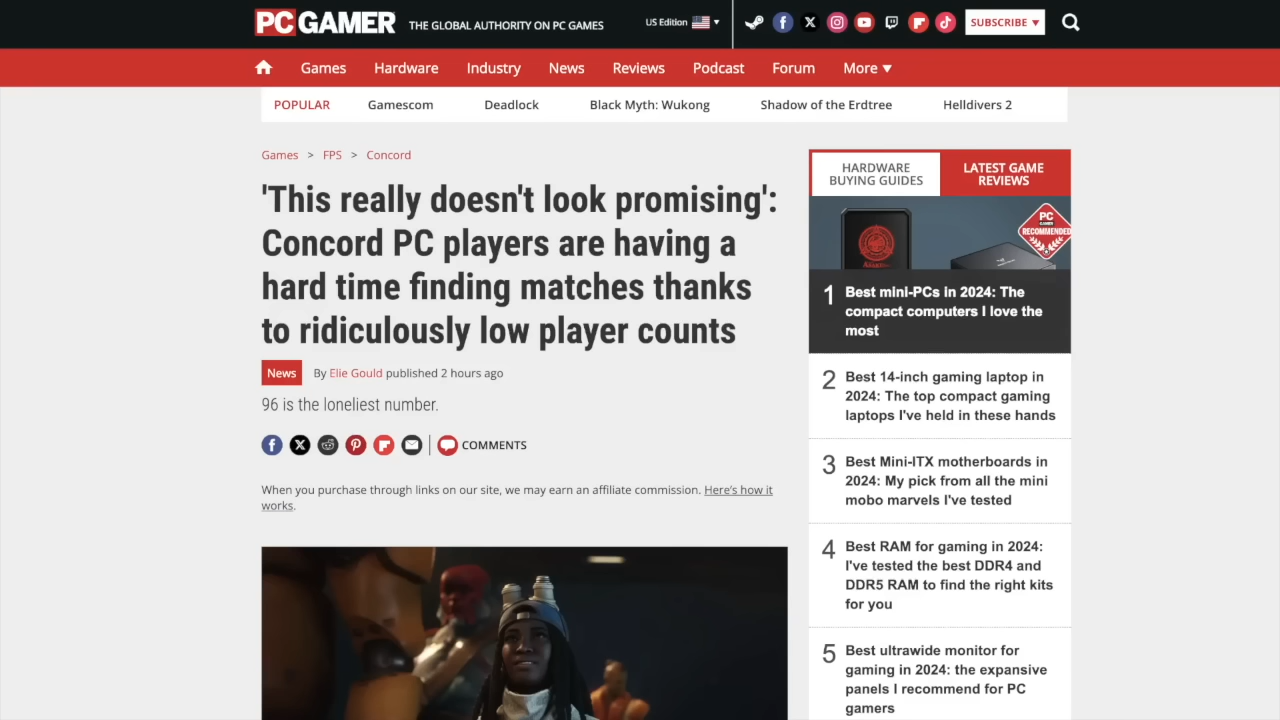 PC GAMER THE GLOBAL AUTHORITY ON PC GAMES US Edition SUBSCRIBE
Games Hardware Industry News Reviews Podcast Forum More
POPULAR Gamescom Deadlock Black Myth: Wukong Shadow of the Erdtree Helldivers 2
Games > FPS > Concord
'This really doesn't look promising':
Concord PC players are having a
hard time finding matches thanks
to ridiculously low player counts
News By Elie Gould published 2 hours ago
96 is the loneliest number.
COMMENTS
When you purchase through links on our site, we may earn an affiliate commission. Here's how it
works.
HARDWARE
BUYING GUIDES
LATEST GAME
REVIEWS
PC
GAMER
RECOMMENDED
1 Best mini-PCs in 2024: The
compact computers I love the
most
2 Best 14-inch gaming laptop in
2024: The top compact gaming
laptops I've held in these hands
3 Best Mini-ITX motherboards in
2024: My pick from all the mini
mobo marvels I've tested
4 Best RAM for gaming in 2024:
I've tested the best DDR4 and
DDR5 RAM to find the right kits
for you
5 Best ultrawide monitor for
gaming in 2024: the expansive
panels I recommend for PC
gamers